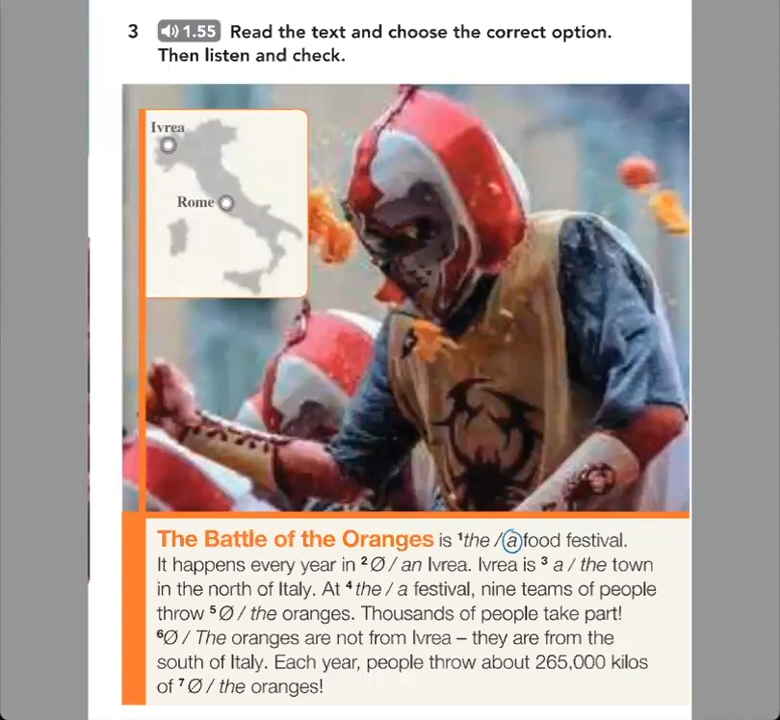 3 1.55 Read the text and choose the correct option.
Then listen and check.
Ivrea
Rome
The Battle of the Oranges is ¹the / a food festival.
It happens every year in ²Ø / an Ivrea. Ivrea is ³ a / the town
in the north of Italy. At ⁴the / a festival, nine teams of people
throw ⁵Ø / the oranges. Thousands of people take part!
⁶Ø / The oranges are not from Ivrea – they are from the
south of Italy. Each year, people throw about 265,000 kilos
of ⁷Ø / the oranges!